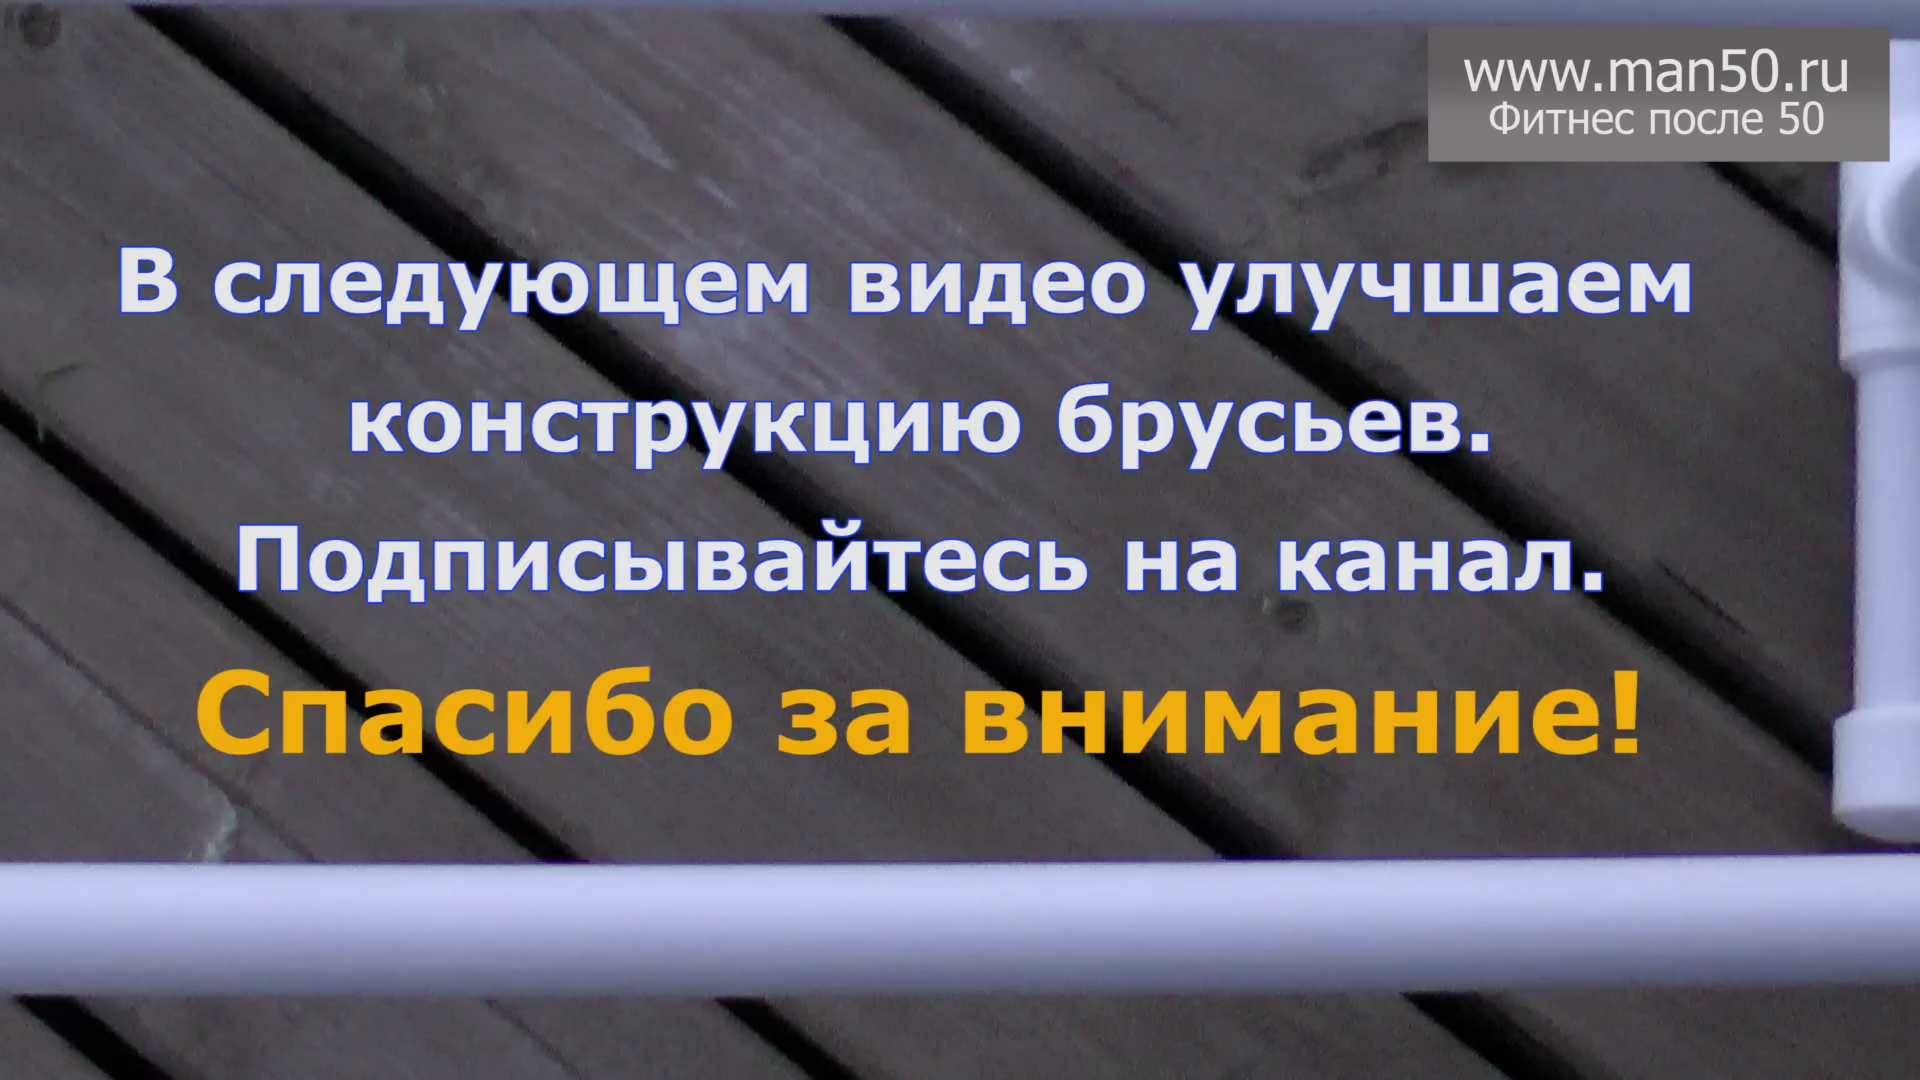 www.man50.ru
Фитнес после 50
В следующем видео улучшаем
конструкцию брусьев.
Подписывайтесь на канал.
Спасибо за внимание!